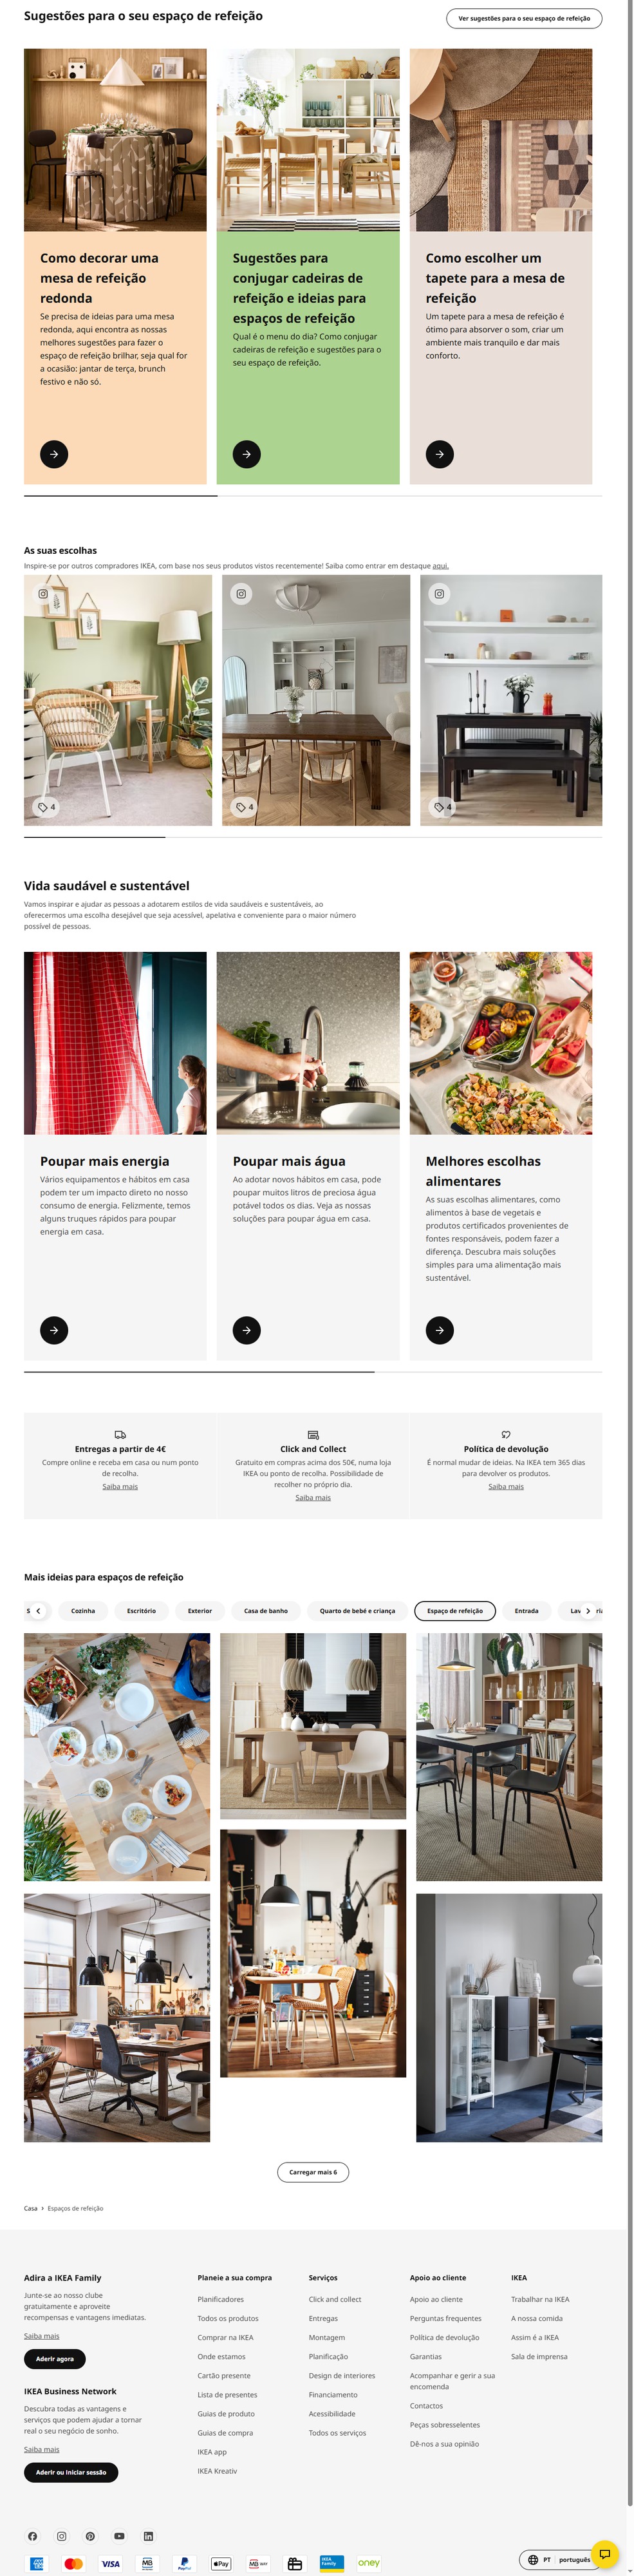 Sugestões para o seu espaço de refeição
Ver sugestões para o seu espaço de refeição
Como decorar uma
mesa de refeição
redonda
Se precisa de ideias para uma mesa
redonda, aqui encontra as nossas
melhores sugestões para fazer o
espaço de refeição brilhar, seja qual for
a ocasião: jantar de terça, brunch
festivo e não só.
Sugestões para
conjugar cadeiras de
refeição e ideias para
espaços de refeição
Qual é o menu do dia? Como conjugar
cadeiras de refeição e sugestões para o
seu espaço de refeição.
Como escolher um
tapete para a mesa de
refeição
Um tapete para a mesa de refeição é
ótimo para absorver o som, criar um
ambiente mais tranquilo e dar mais
conforto.
As suas escolhas
Inspire-se por outros compradores IKEA, com base nos seus produtos vistos recentemente! Saiba como entrar em destaque aqui.
4
4
4
Vida saudável e sustentável
Vamos inspirar e ajudar as pessoas a adotarem estilos de vida saudáveis e sustentáveis, ao
oferecermos uma escolha desejável que seja acessível, apelativa e conveniente para o maior número
possível de pessoas.
Poupar mais energia
Vários equipamentos e hábitos em casa
podem ter um impacto direto no nosso
consumo de energia. Felizmente, temos
alguns truques rápidos para poupar
energia em casa.
Poupar mais água
Ao adotar novos hábitos em casa, pode
poupar muitos litros de preciosa água
potável todos os dias. Veja as nossas
soluções para poupar água em casa.
Melhores escolhas
alimentares
As suas escolhas alimentares, como
alimentos à base de vegetais e
produtos certificados provenientes de
fontes responsáveis, podem fazer a
diferença. Descubra mais soluções
simples para uma alimentação mais
sustentável.
Entregas a partir de 4€
Compre online e receba em casa ou num ponto
de recolha.
Saiba mais
Click and Collect
Gratuito em compras acima dos 50€, numa loja
IKEA ou ponto de recolha. Possibilidade de
recolher no próprio dia.
Saiba mais
Política de devolução
É normal mudar de ideias. Na IKEA tem 365 dias
para devolver os produtos.
Saiba mais
Mais ideias para espaços de refeição
Cozinha
Escritório
Exterior
Casa de banho
Quarto de bebé e criança
Espaço de refeição
Entrada
Carregar mais 6
Casa › Espaços de refeição
Adira a IKEA Family
Junte-se ao nosso clube
gratuitamente e aproveite
recompensas e vantagens imediatas.
Saiba mais
Aderir agora
IKEA Business Network
Descubra todas as vantagens e
serviços que podem ajudar a tornar
real o seu negócio de sonho.
Saiba mais
Aderir ou Iniciar sessão
Planeie a sua compra
Planificadores
Todos os produtos
Comprar na IKEA
Onde estamos
Cartão presente
Lista de presentes
Guias de produto
Guias de compra
IKEA app
IKEA Kreativ
Serviços
Click and collect
Entregas
Montagem
Planificação
Design de interiores
Financiamento
Acessibilidade
Todos os serviços
Apoio ao cliente
Apoio ao cliente
Perguntas frequentes
Política de devolução
Garantias
Acompanhar e gerir a sua
encomenda
Contactos
Peças sobresselentes
Dê-nos a sua opinião
IKEA
Trabalhar na IKEA
A nossa comida
Assim é a IKEA
Sala de imprensa
VISA
MB
PayPal
Pay
MB WAY
IKEA Family
oney
PT
português